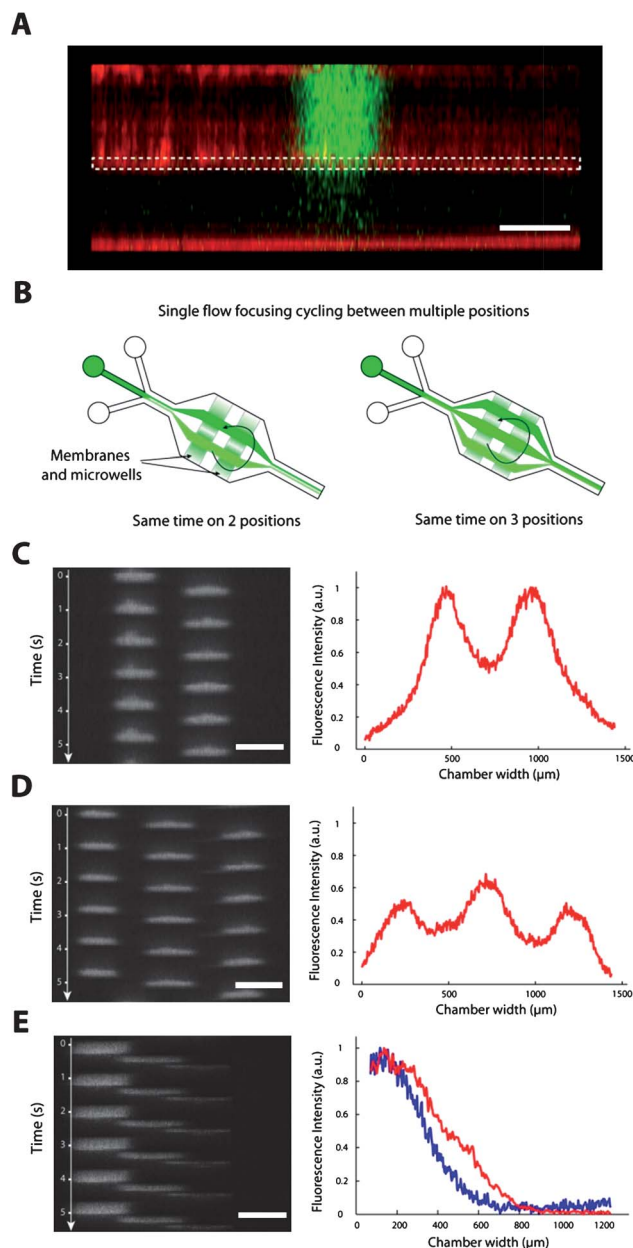 A
B
Single flow focusing cycling between multiple positions
Membranes
and microwells
Same time on 2 positions
Same time on 3 positions
C
Time (s)
0
1
2
3
4
5
Fluorescence Intensity (a.u.)
1
0.8
0.6
0.4
0.2
0
0
500
1000
1500
Chamber width (µm)
D
Time (s)
0
1
2
3
4
5
Fluorescence Intensity (a.u.)
1
0.8
0.6
0.4
0.2
0
0
500
1000
1500
Chamber width (µm)
E
Time (s)
0
1
2
3
4
5
Fluorescence Intensity (a.u.)
1
0.8
0.6
0.4
0.2
0
0
200
400
600
800
1000
1200
Chamber width (µm)